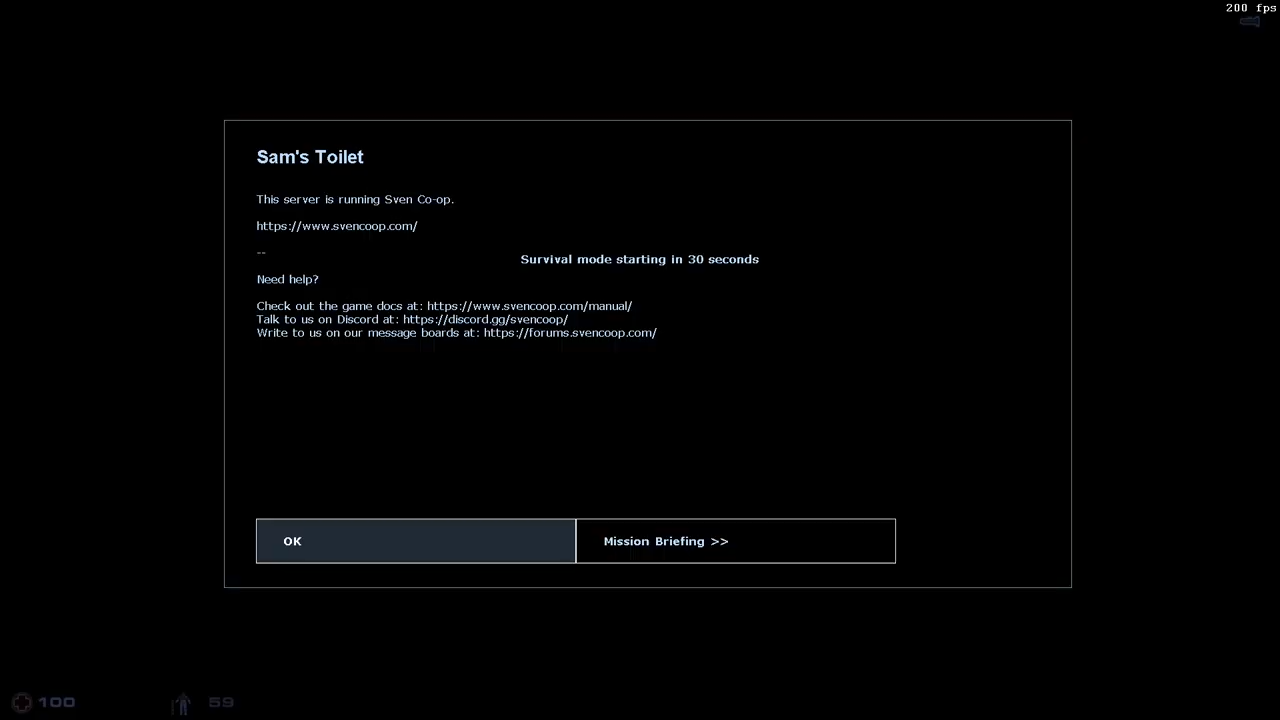 200 fps
Sam's Toilet
This server is running Sven Co-op.
https://www.svencoop.com/
--
Survival mode starting in 30 seconds
Need help?
Check out the game docs at: https://www.svencoop.com/manual/
Talk to us on Discord at: https://discord.gg/svencoop/
Write to us on our message boards at: https://forums.svencoop.com/
OK
Mission Briefing >>
100
59